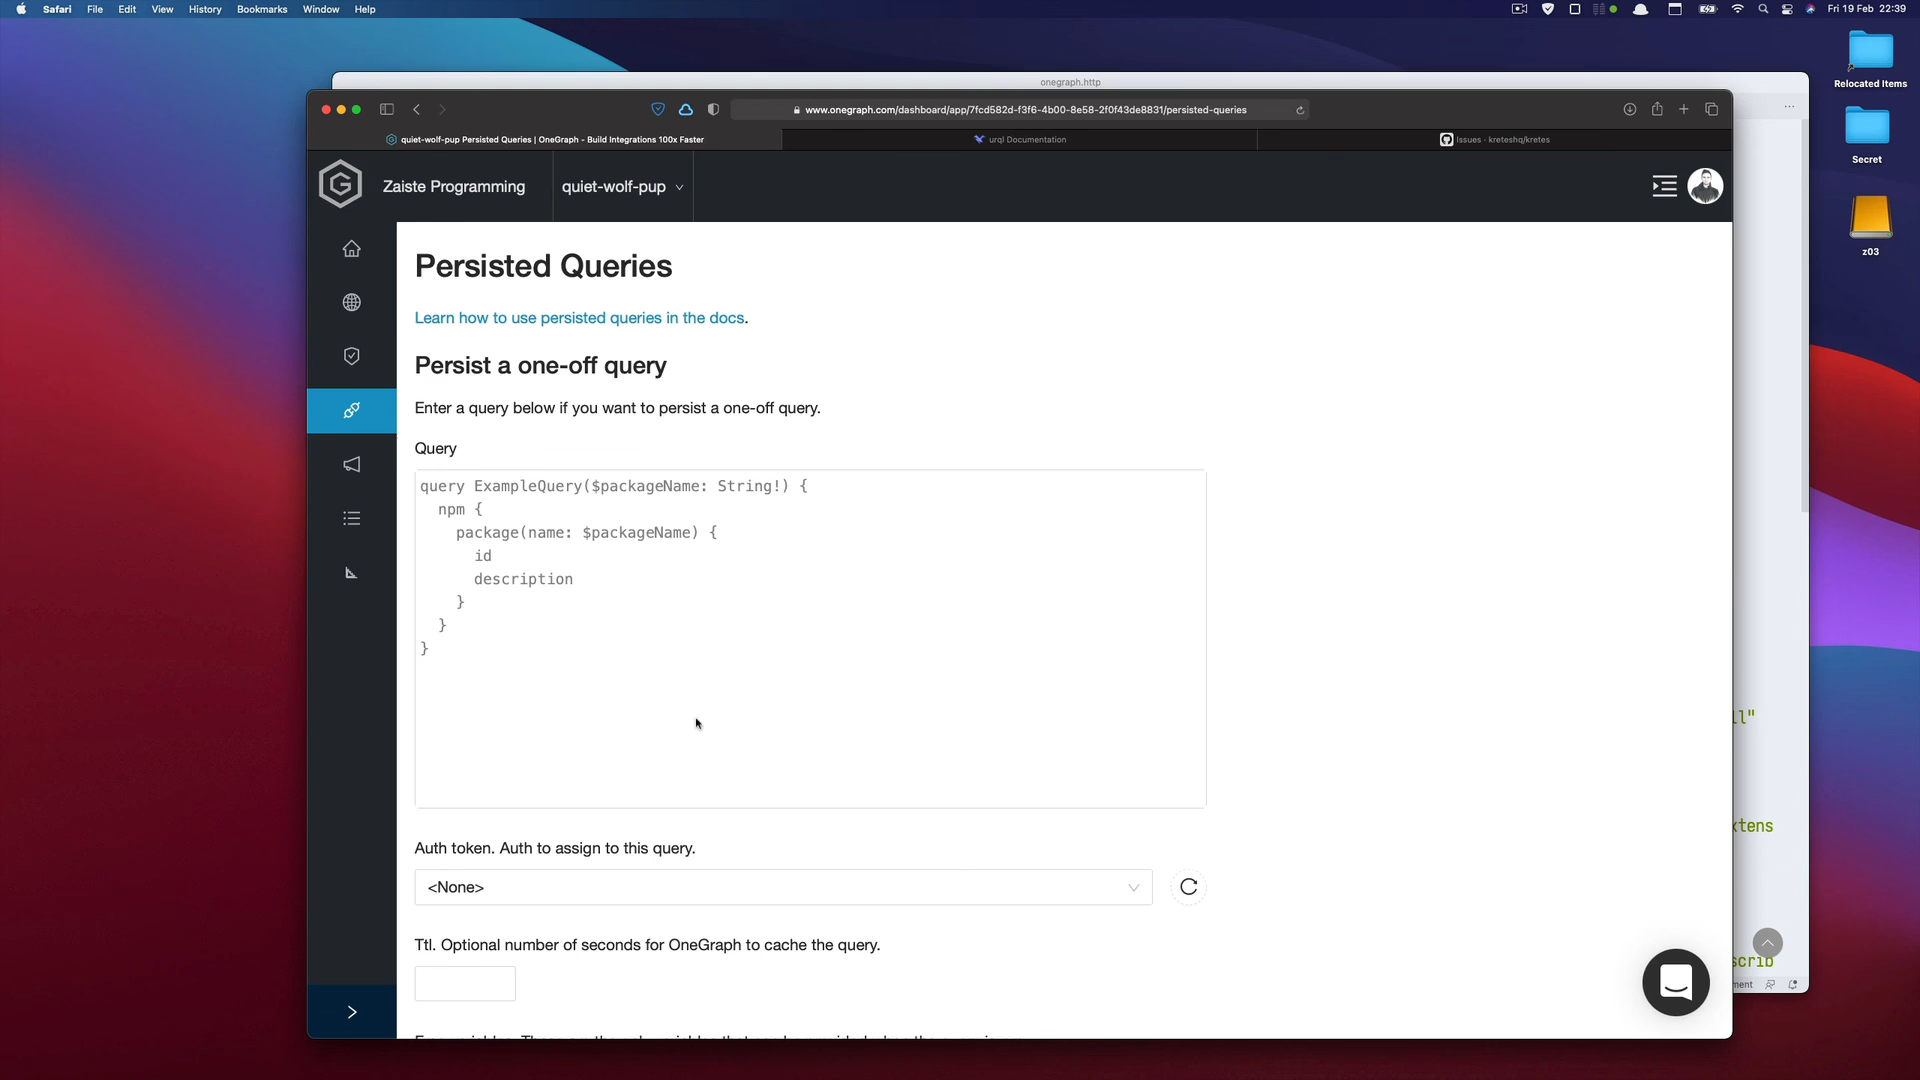 Safari File Edit View History Bookmarks Window Help
Fri 19 Feb 22:39
Relocated Items
Secret
z03
onegraph.http
www.onegraph.com/dashboard/app/7fcd582d-f3f6-4b00-8e58-2f0f43de8831/persisted-queries
quiet-wolf-pup Persisted Queries | OneGraph - Build Integrations 100x Faster
urql Documentation
Issues · kreteshq/kretes
Zaiste Programming
quiet-wolf-pup
Persisted Queries
Learn how to use persisted queries in the docs.
Persist a one-off query
Enter a query below if you want to persist a one-off query.
Query
query ExampleQuery($packageName: String!) {
npm {
package(name: $packageName) {
id
description
}
}
}
Auth token. Auth to assign to this query.
<None>
Ttl. Optional number of seconds for OneGraph to cache the query.